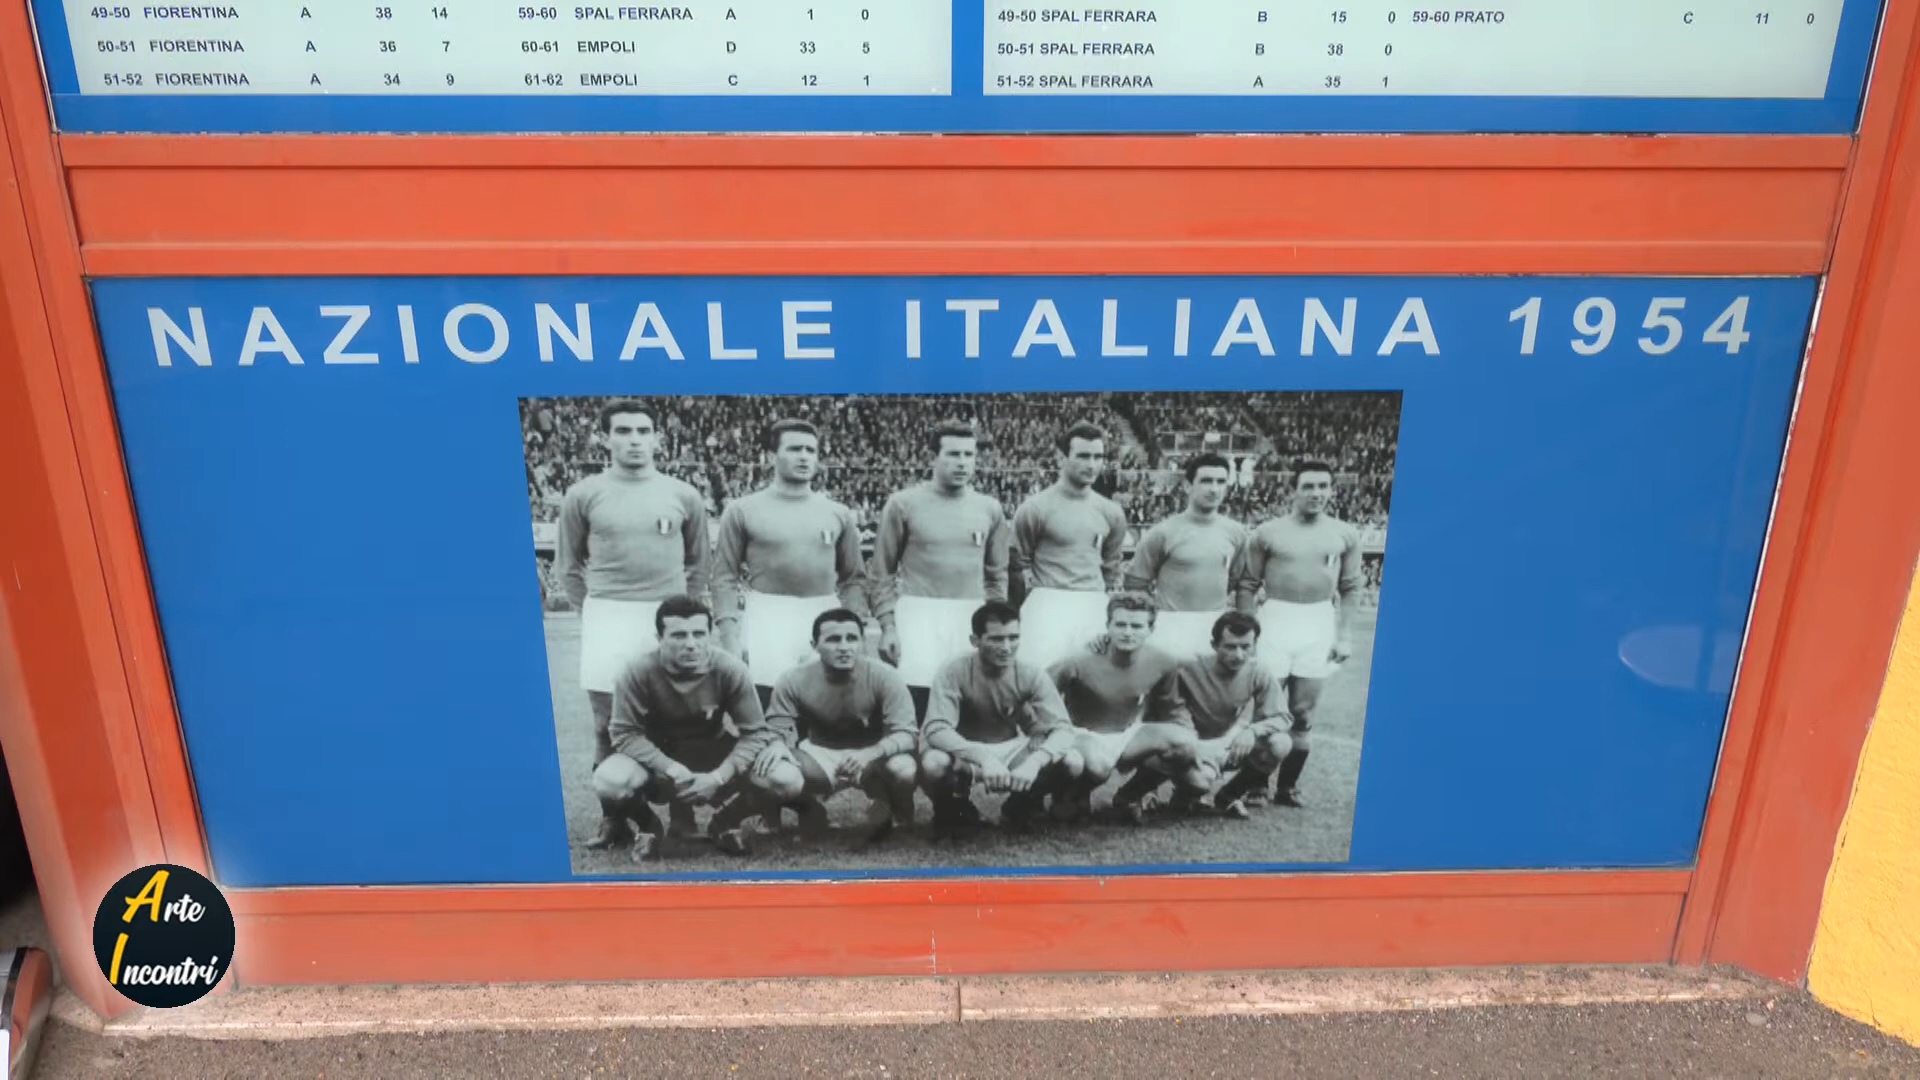 49-50 FIORENTINA A 38 14 59-60 SPAL FERRARA A 1 0
50-51 FIORENTINA A 36 7 60-61 EMPOLI D 33 5
51-52 FIORENTINA A 34 9 61-62 EMPOLI C 12 1
49-50 SPAL FERRARA B 15 0 59-60 PRATO C 11 0
50-51 SPAL FERRARA B 38 0
51-52 SPAL FERRARA A 35 1
NAZIONALE ITALIANA 1954
Arte
Incontri